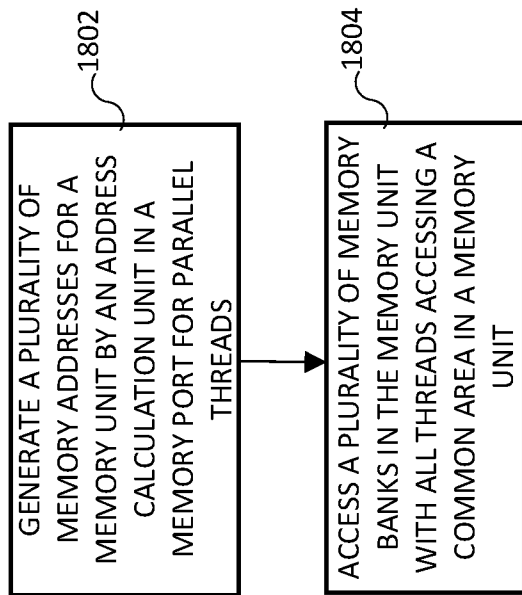 GENERATE A PLURALITY OF
MEMORY ADDRESSES FOR A
MEMORY UNIT BY AN ADDRESS
CALCULATION UNIT IN A
MEMORY PORT FOR PARALLEL
THREADS
1802
ACCESS A PLURALITY OF MEMORY
BANKS IN THE MEMORY UNIT
WITH ALL THREADS ACCESSING A
COMMON AREA IN A MEMORY
UNIT
1804